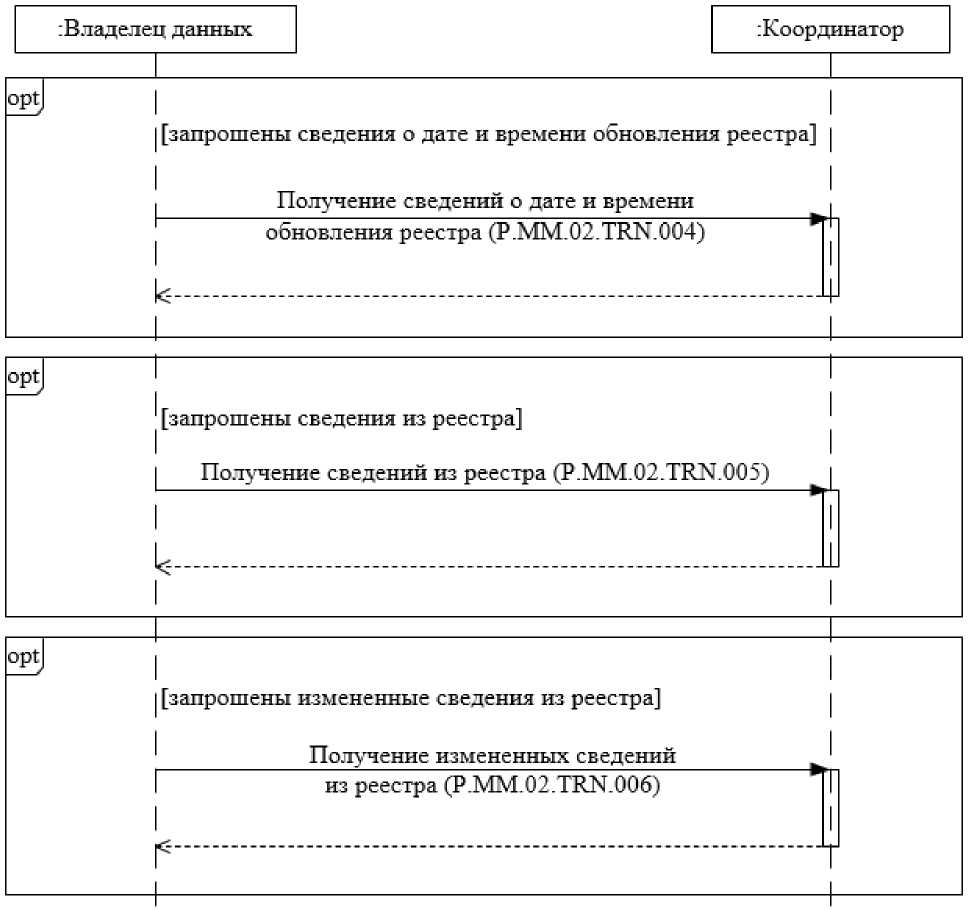 :Владелец данных
:Координатор
opt
[запрошены сведения о дате и времени обновления реестра]
Получение сведений о дате и времени
обновления реестра (P.MM.02.TRN.004)
opt
[запрошены сведения из реестра]
Получение сведений из реестра (P.MM.02.TRN.005)
opt
[запрошены измененные сведения из реестра]
Получение измененных сведений
из реестра (P.MM.02.TRN.006)